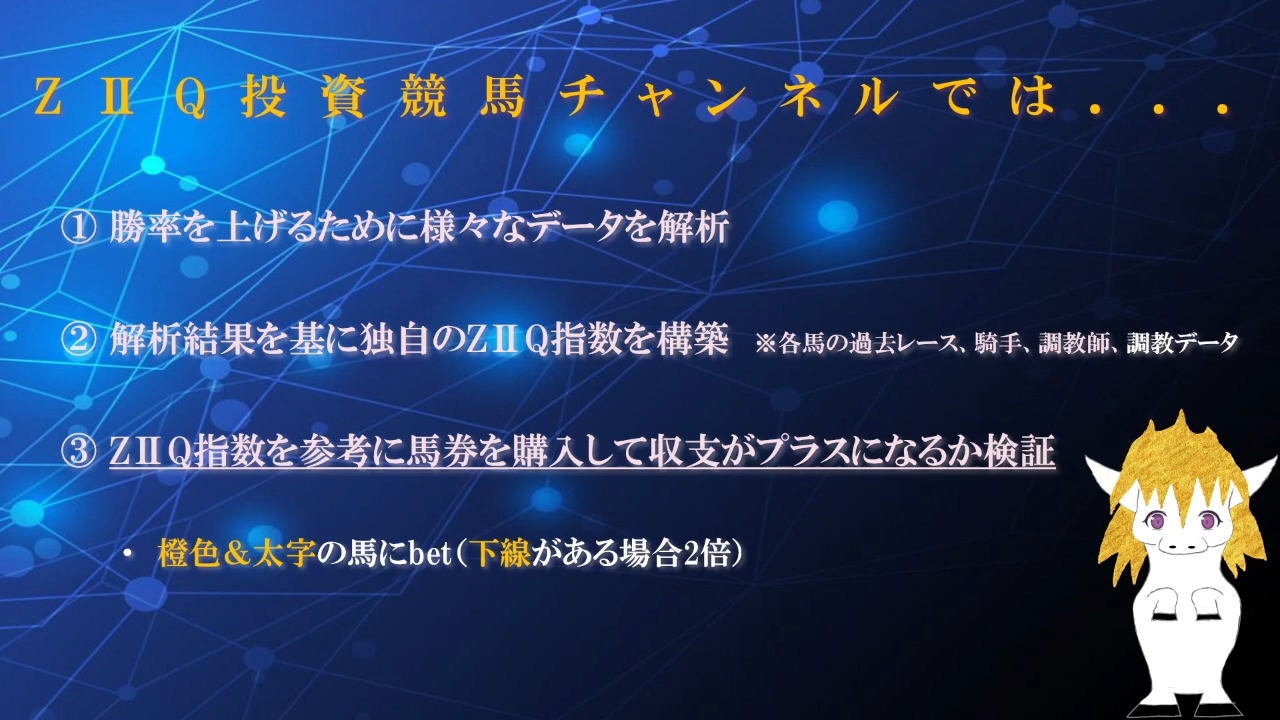 ZⅡQ投資競馬チャンネルでは．．．
① 勝率を上げるために様々なデータを解析
② 解析結果を基に独自のZⅡQ指数を構築 ※各馬の過去レース、騎手、調教師、調教データ
③ ZⅡQ指数を参考に馬券を購入して収支がプラスになるか検証
・ 橙色＆太字の馬にbet（下線がある場合2倍）